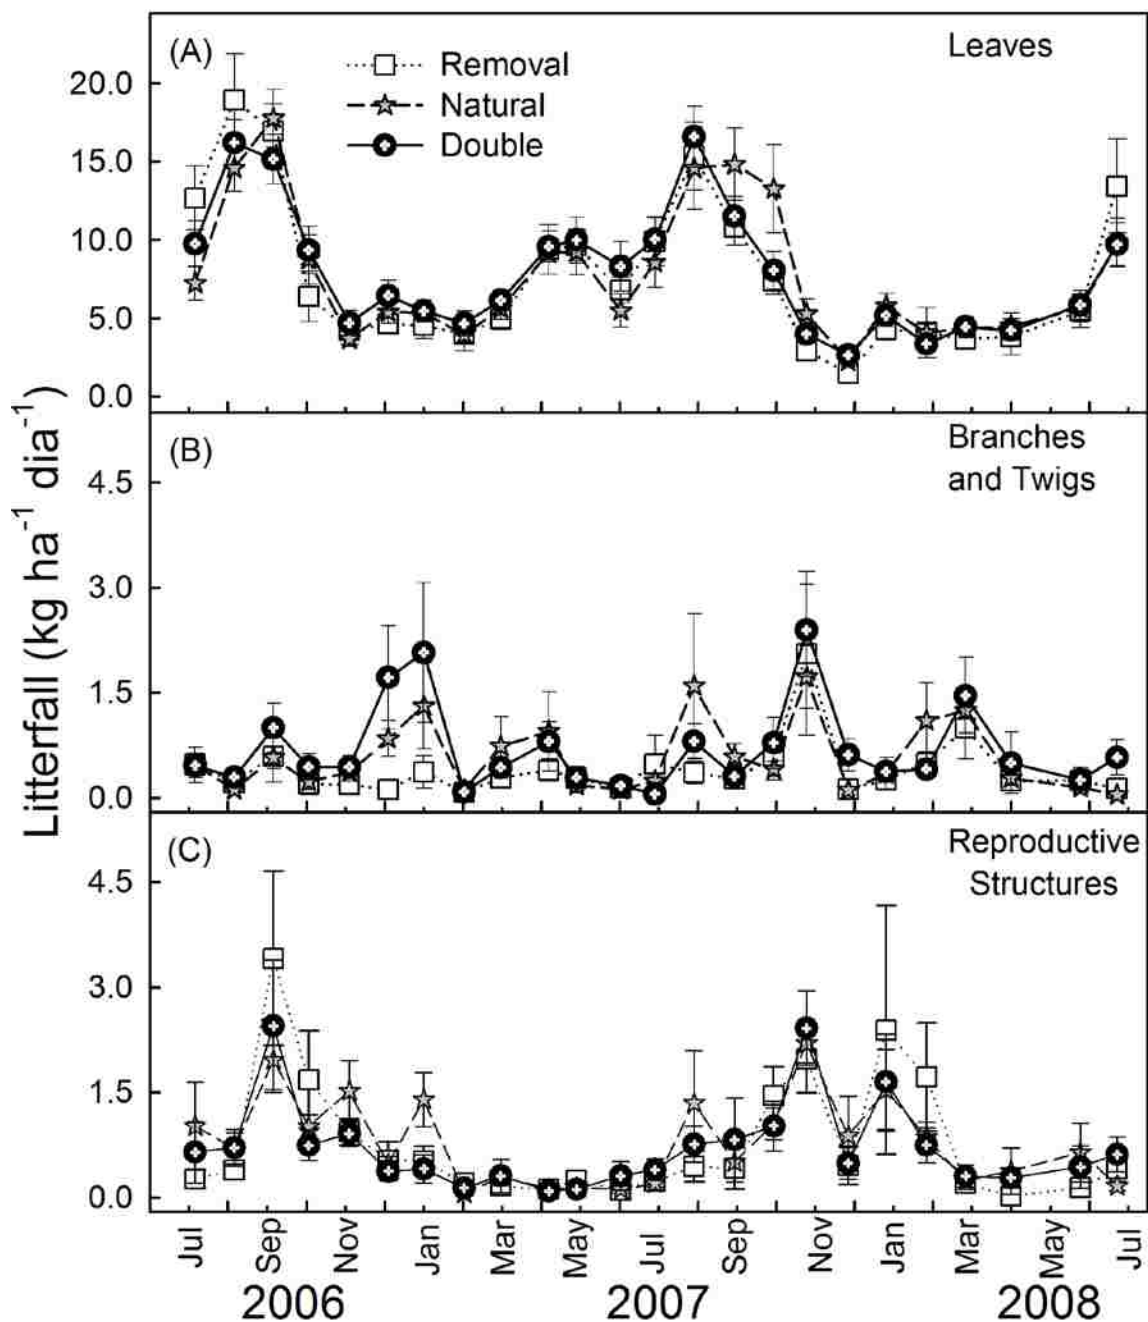 (A)
Leaves
Removal
Natural
Double
20.0
15.0
10.0
5.0
0.0
Litterfall (kg ha⁻¹ dia⁻¹)
(B)
Branches
and Twigs
4.5
3.0
1.5
0.0
(C)
Reproductive
Structures
4.5
3.0
1.5
0.0
Jul Sep Nov Jan Mar May Jul Sep Nov Jan Mar May Jul
2006 2007 2008